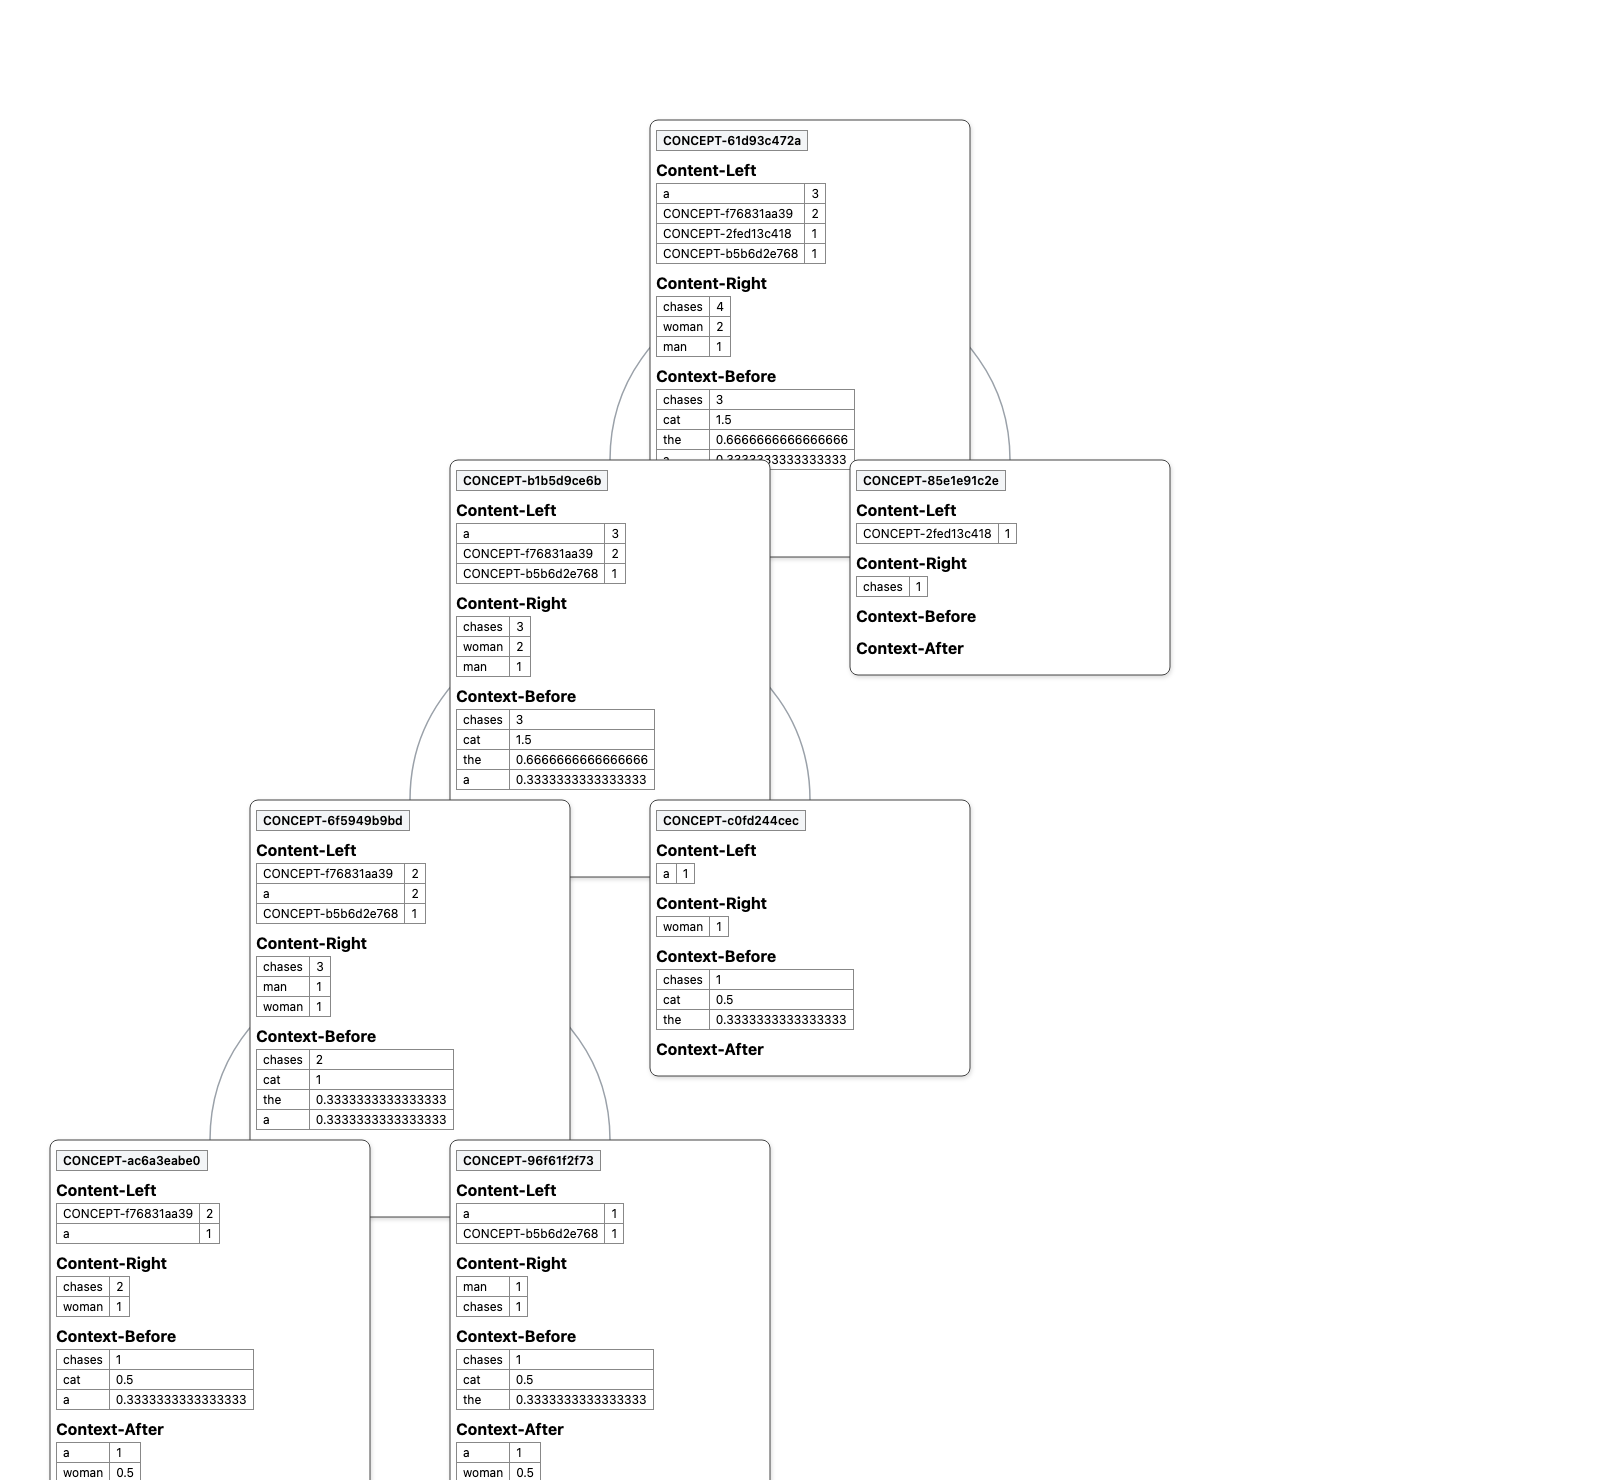 CONCEPT-61d93c472a
Content-Left
a 3
CONCEPT-f76831aa39 2
CONCEPT-2fed13c418 1
CONCEPT-b5b6d2e768 1
Content-Right
chases 4
woman 2
man 1
Context-Before
chases 3
cat 1.5
the 0.6666666666666666
a 0.3333333333333333
CONCEPT-b1b5d9ce6b
Content-Left
a 3
CONCEPT-f76831aa39 2
CONCEPT-b5b6d2e768 1
Content-Right
chases 3
woman 2
man 1
Context-Before
chases 3
cat 1.5
the 0.6666666666666666
a 0.3333333333333333
CONCEPT-85e1e91c2e
Content-Left
CONCEPT-2fed13c418 1
Content-Right
chases 1
Context-Before
Context-After
CONCEPT-6f5949b9bd
Content-Left
CONCEPT-f76831aa39 2
a 2
CONCEPT-b5b6d2e768 1
Content-Right
chases 3
man 1
woman 1
Context-Before
chases 2
cat 1
the 0.3333333333333333
a 0.3333333333333333
CONCEPT-c0fd244cec
Content-Left
a 1
Content-Right
woman 1
Context-Before
chases 1
cat 0.5
the 0.3333333333333333
Context-After
CONCEPT-ac6a3eabe0
Content-Left
CONCEPT-f76831aa39 2
a 1
Content-Right
chases 2
woman 1
Context-Before
chases 1
cat 0.5
a 0.3333333333333333
Context-After
a 1
woman 0.5
CONCEPT-96f61f2f73
Content-Left
a 1
CONCEPT-b5b6d2e768 1
Content-Right
man 1
chases 1
Context-Before
chases 1
cat 0.5
the 0.3333333333333333
Context-After
a 1
woman 0.5